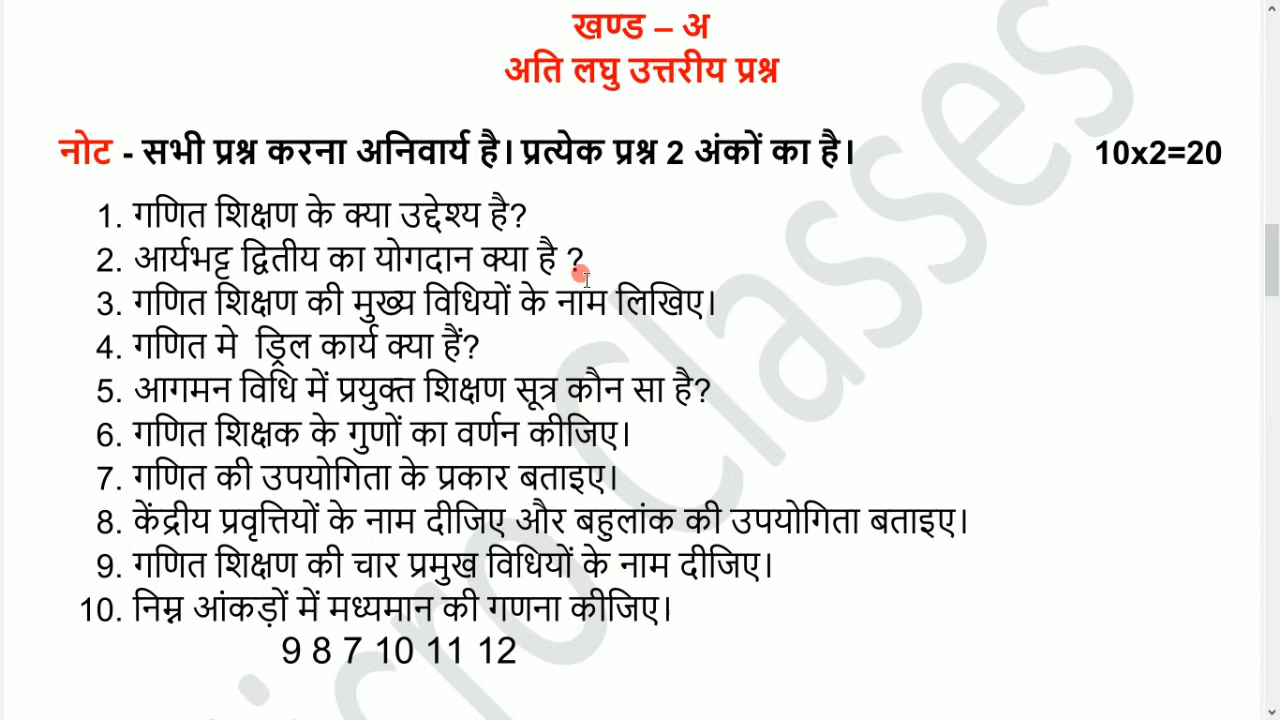 खण्ड – अ
अति लघु उत्तरीय प्रश्न
नोट - सभी प्रश्न करना अनिवार्य है। प्रत्येक प्रश्न 2 अंकों का है। 10x2=20
1. गणित शिक्षण के क्या उद्देश्य है?
2. आर्यभट्ट द्वितीय का योगदान क्या है ?
3. गणित शिक्षण की मुख्य विधियों के नाम लिखिए।
4. गणित मे ड्रिल कार्य क्या हैं?
5. आगमन विधि में प्रयुक्त शिक्षण सूत्र कौन सा है?
6. गणित शिक्षक के गुणों का वर्णन कीजिए।
7. गणित की उपयोगिता के प्रकार बताइए।
8. केंद्रीय प्रवृत्तियों के नाम दीजिए और बहुलांक की उपयोगिता बताइए।
9. गणित शिक्षण की चार प्रमुख विधियों के नाम दीजिए।
10. निम्न आंकड़ों में मध्यमान की गणना कीजिए।
9 8 7 10 11 12
icro Classes